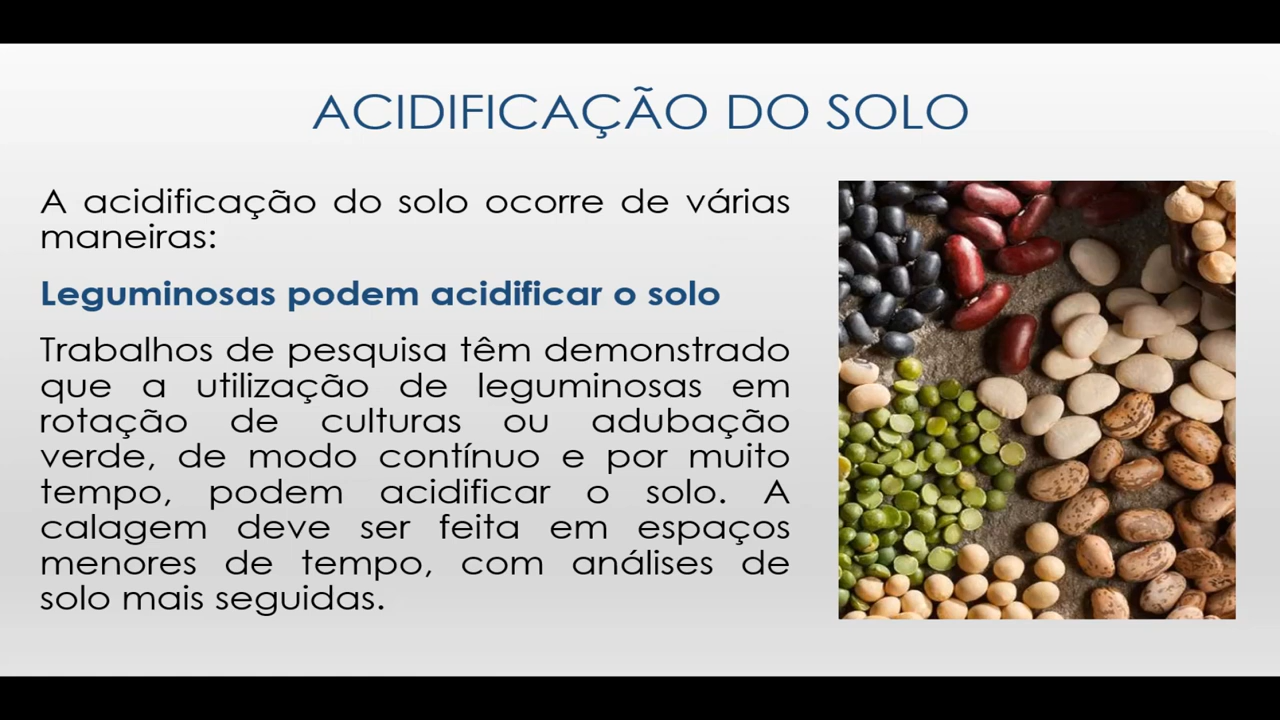 ACIDIFICAÇÃO DO SOLO
A acidificação do solo ocorre de várias
maneiras:
Leguminosas podem acidificar o solo
Trabalhos de pesquisa têm demonstrado
que a utilização de leguminosas em
rotação de culturas ou adubação
verde, de modo contínuo e por muito
tempo, podem acidificar o solo. A
calagem deve ser feita em espaços
menores de tempo, com análises de
solo mais seguidas.